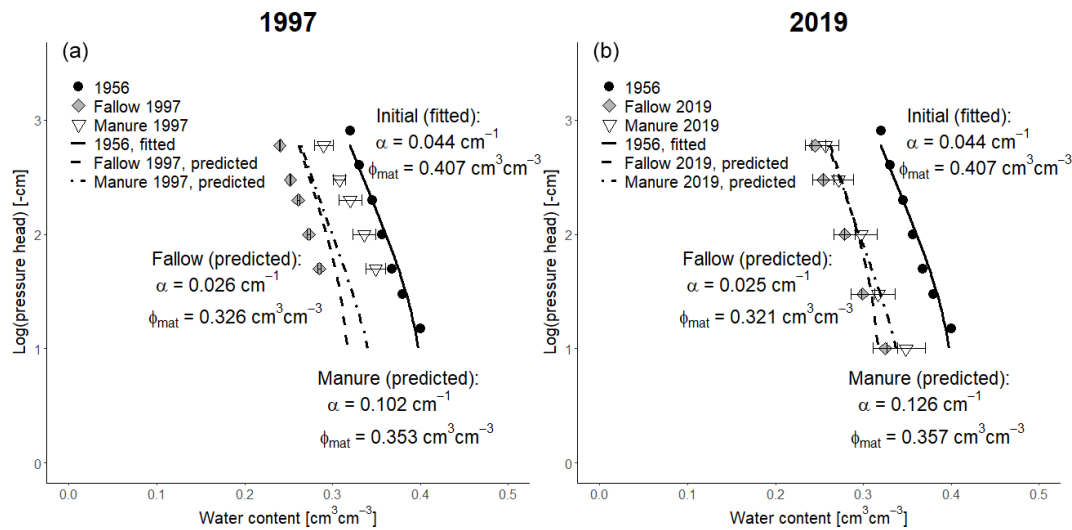 1997
(a)
1956
Fallow 1997
Manure 1997
1956, fitted
Fallow 1997, predicted
Manure 1997, predicted
Initial (fitted):
α = 0.044 cm⁻¹
ϕmat = 0.407 cm³cm⁻³
Fallow (predicted):
α = 0.026 cm⁻¹
ϕmat = 0.326 cm³cm⁻³
Manure (predicted):
α = 0.102 cm⁻¹
ϕmat = 0.353 cm³cm⁻³
Log(pressure head) [-cm)
3
2
1
0
0.0 0.1 0.2 0.3 0.4 0.5
Water content [cm³cm⁻³]
2019
(b)
1956
Fallow 2019
Manure 2019
1956, fitted
Fallow 2019, predicted
Manure 2019, predicted
Initial (fitted):
α = 0.044 cm⁻¹
ϕmat = 0.407 cm³cm⁻³
Fallow (predicted):
α = 0.025 cm⁻¹
ϕmat = 0.321 cm³cm⁻³
Manure (predicted):
α = 0.126 cm⁻¹
ϕmat = 0.357 cm³cm⁻³
Log(pressure head) [-cm]
3
2
1
0
0.0 0.1 0.2 0.3 0.4 0.5
Water content [cm³cm⁻³]